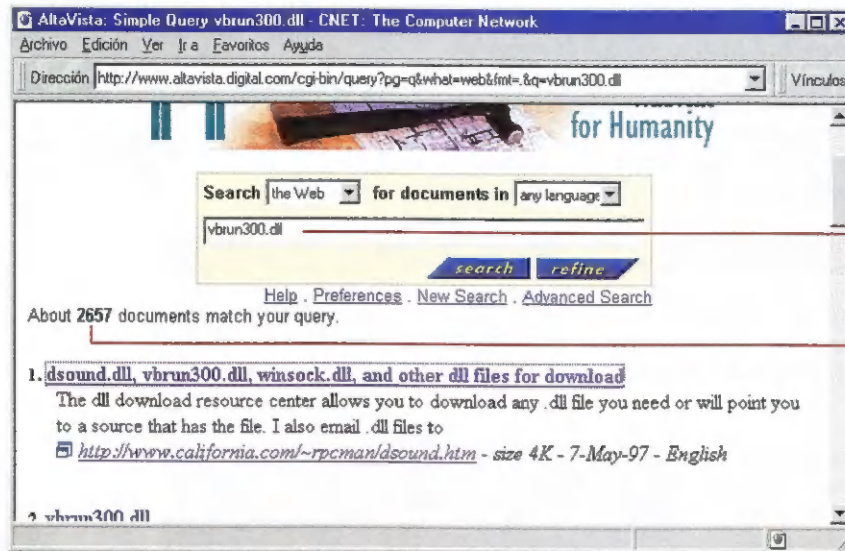 AltaVista: Simple Query vbrun300.dll - CNET: The Computer Network
Archivo Edición Ver Ir a Favoritos Ayuda
Dirección http://www.altavista.digital.com/cgi-bin/query?pg=q&what=web&fmt=.&q=vbrun300.dll Vínculos
for Humanity
Search the Web for documents in any language
vbrun300.dll
search refine
Help . Preferences . New Search . Advanced Search
About 2657 documents match your query.
1. dsound.dll, vbrun300.dll, winsock.dll, and other dll files for download
The dll download resource center allows you to download any .dll file you need or will point you
to a source that has the file. I also email .dll files to
http://www.california.com/~rpcman/dsound.htm - size 4K - 7-May-97 - English
2. vbrun300.dll